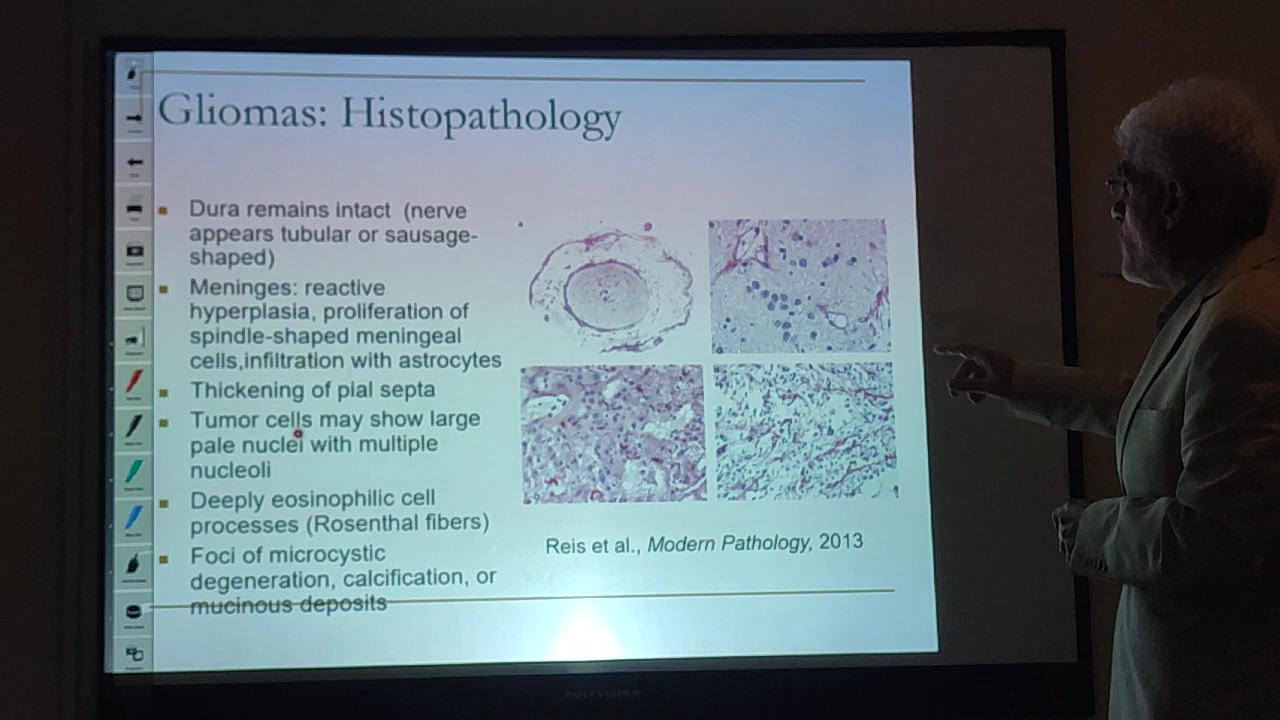 Gliomas: Histopathology
Dura remains intact (nerve
appears tubular or sausage-
shaped)
Meninges: reactive
hyperplasia, proliferation of
spindle-shaped meningeal
cells,infiltration with astrocytes
Thickening of pial septa
Tumor cells may show large
pale nuclei with multiple
nucleoli
Deeply eosinophilic cell
processes (Rosenthal fibers)
Foci of microcystic
degeneration, calcification, or
mucinous deposits
Reis et al., Modern Pathology, 2013
POLYVISION